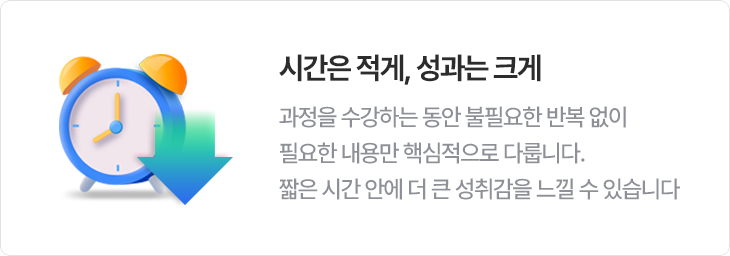 시간은 적게, 성과는 크게
과정을 수강하는 동안 불필요한 반복 없이
필요한 내용만 핵심적으로 다룹니다.
짧은 시간 안에 더 큰 성취감을 느낄 수 있습니다